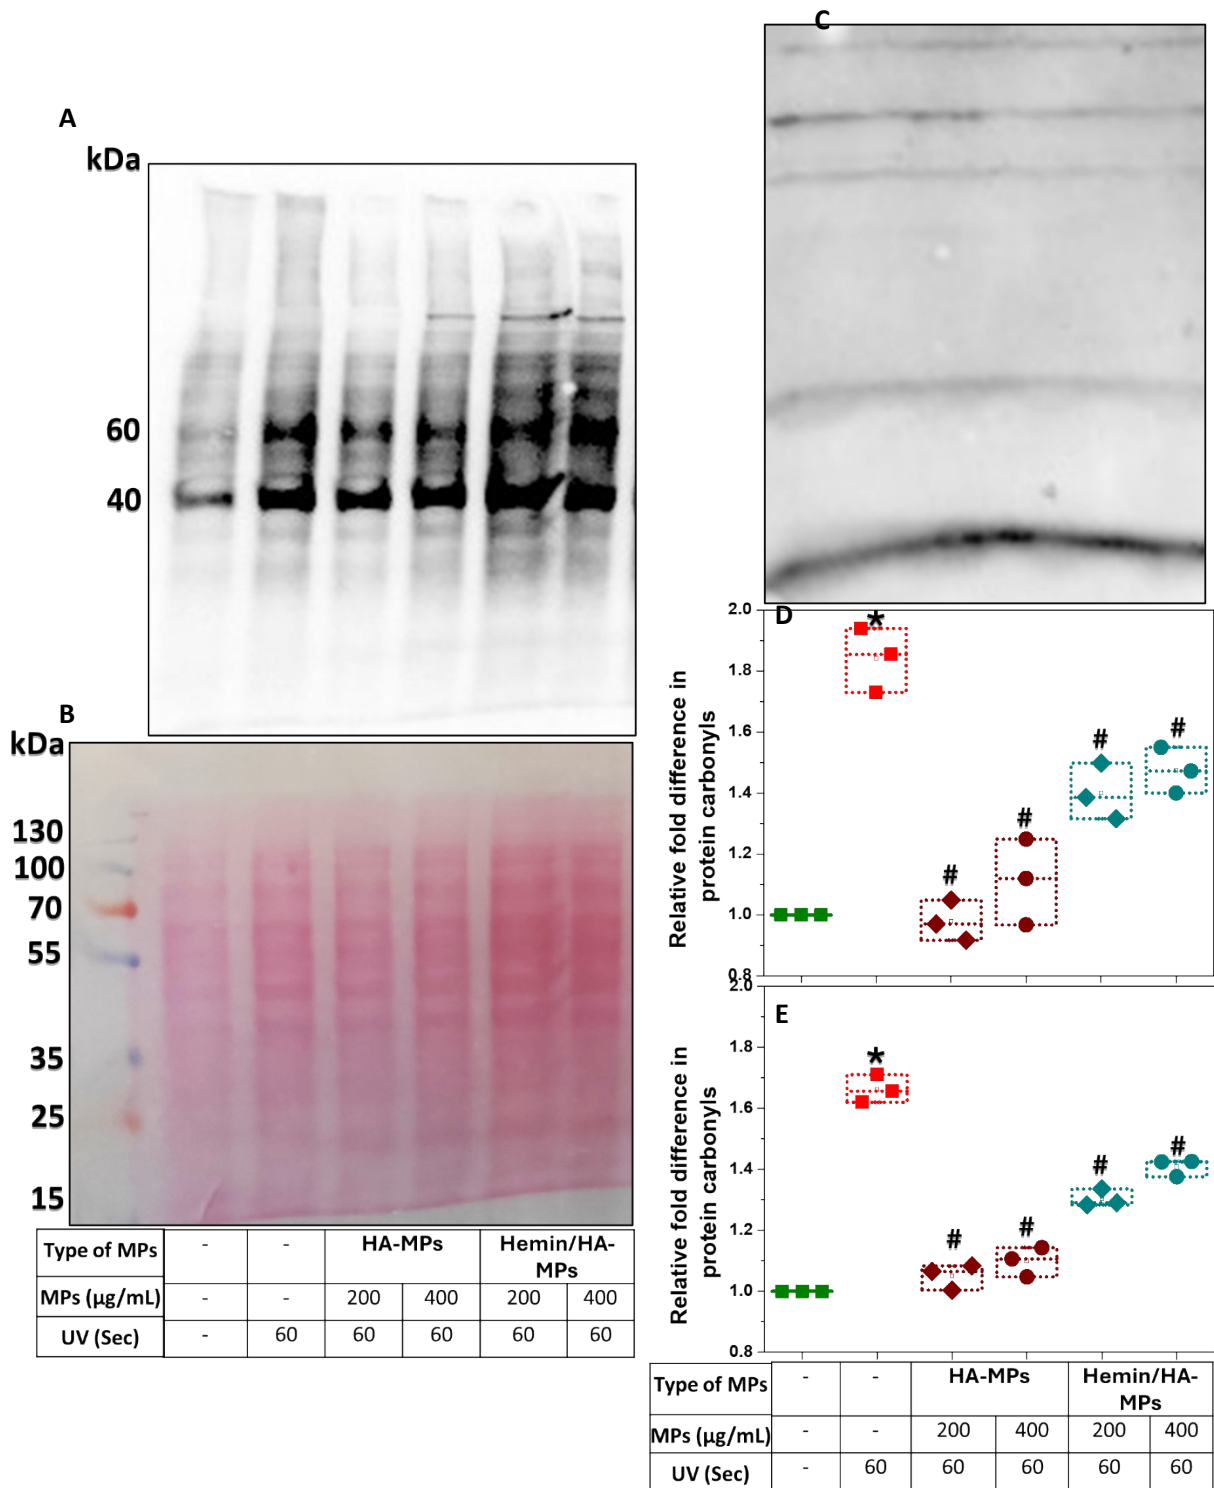 A
kDa
60
40
B
kDa
130
100
70
55
35
25
15
Type of MPs - - HA-MPs Hemin/HA-
MPs
MPs (µg/mL) - - 200 400 200 400
UV (Sec) - 60 60 60 60 60
C
D
Relative fold difference in
protein carbonyls
2.0
1.8
1.6
1.4
1.2
1.0
0.8
*
#
#
#
#
E
Relative fold difference in
protein carbonyls
2.0
1.8
1.6
1.4
1.2
1.0
0.8
*
#
#
#
#
Type of MPs - - HA-MPs Hemin/HA-
MPs
MPs (µg/mL) - - 200 400 200 400
UV (Sec) - 60 60 60 60 60